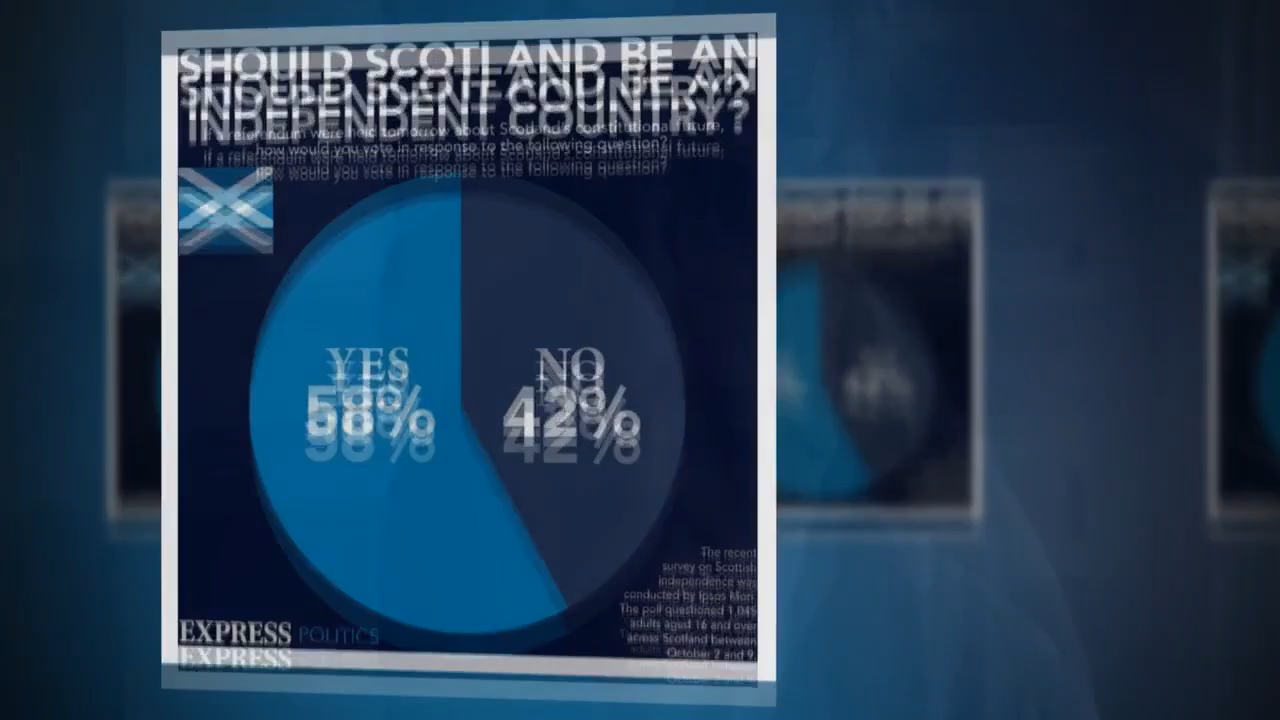 SHOULD SCOTLAND BE AN
INDEPENDENT COUNTRY?
If a referendum were held tomorrow about Scotland's constitutional future,
how would you vote in response to the following question?
YES
58%
NO
42%
The recent
survey on Scottish
independence was
conducted by Ipsos Mori.
The poll questioned 1,045
adults aged 16 and over
across Scotland between
October 2 and 9.
EXPRESS POLITICS